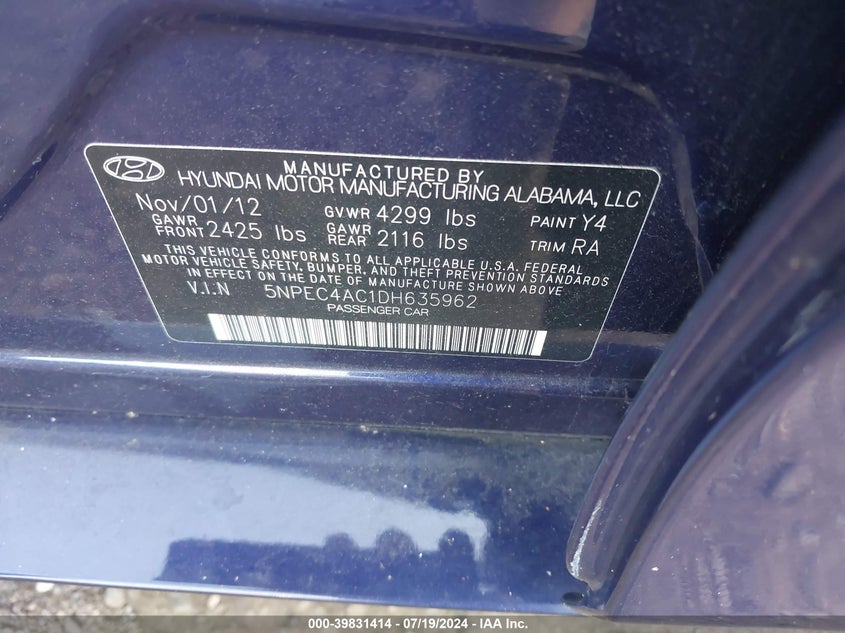 MANUFACTURED BY
HYUNDAI MOTOR MANUFACTURING ALABAMA, LLC
Nov/01/12 GVWR 4299 lbs PAINT Y4
GAWR FRONT 2425 lbs GAWR REAR 2116 lbs TRIM RA
THIS VEHICLE CONFORMS TO ALL APPLICABLE U.S.A. FEDERAL
MOTOR VEHICLE SAFETY, BUMPER, AND THEFT PREVENTION STANDARDS
IN EFFECT ON THE DATE OF MANUFACTURE SHOWN ABOVE
V.I.N 5NPEC4AC1DH635962
PASSENGER CAR
000-39831414 - 07/19/2024 - IAA Inc.